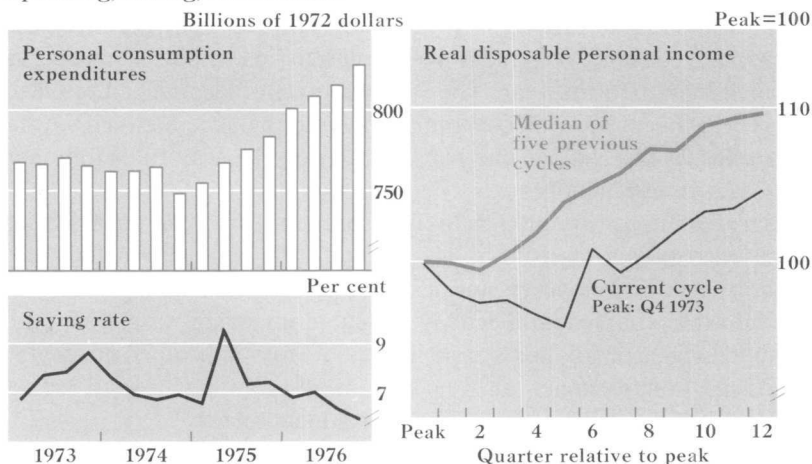 Billions of 1972 dollars
Personal consumption
expenditures
800
750
Per cent
Saving rate
9
7
1973 1974 1975 1976
Peak=100
Real disposable personal income
110
Median of
five previous
cycles
100
Current cycle
Peak: Q4 1973
Peak 2 4 6 8 10 12
Quarter relative to peak